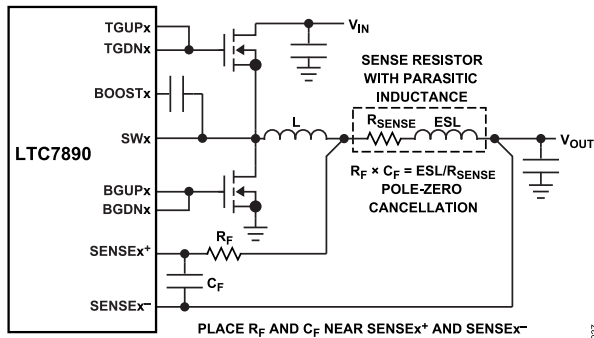 TGUPx
TGDNx
VIN
SENSE RESISTOR
WITH PARASITIC
INDUCTANCE
BOOSTx
L
RSENSE
ESL
SWx
VOUT
LTC7890
RF × CF = ESL/RSENSE
POLE-ZERO
CANCELLATION
BGUPx
BGDNx
RF
SENSEx+
CF
SENSEx–
PLACE RF AND CF NEAR SENSEx+ AND SENSEx–